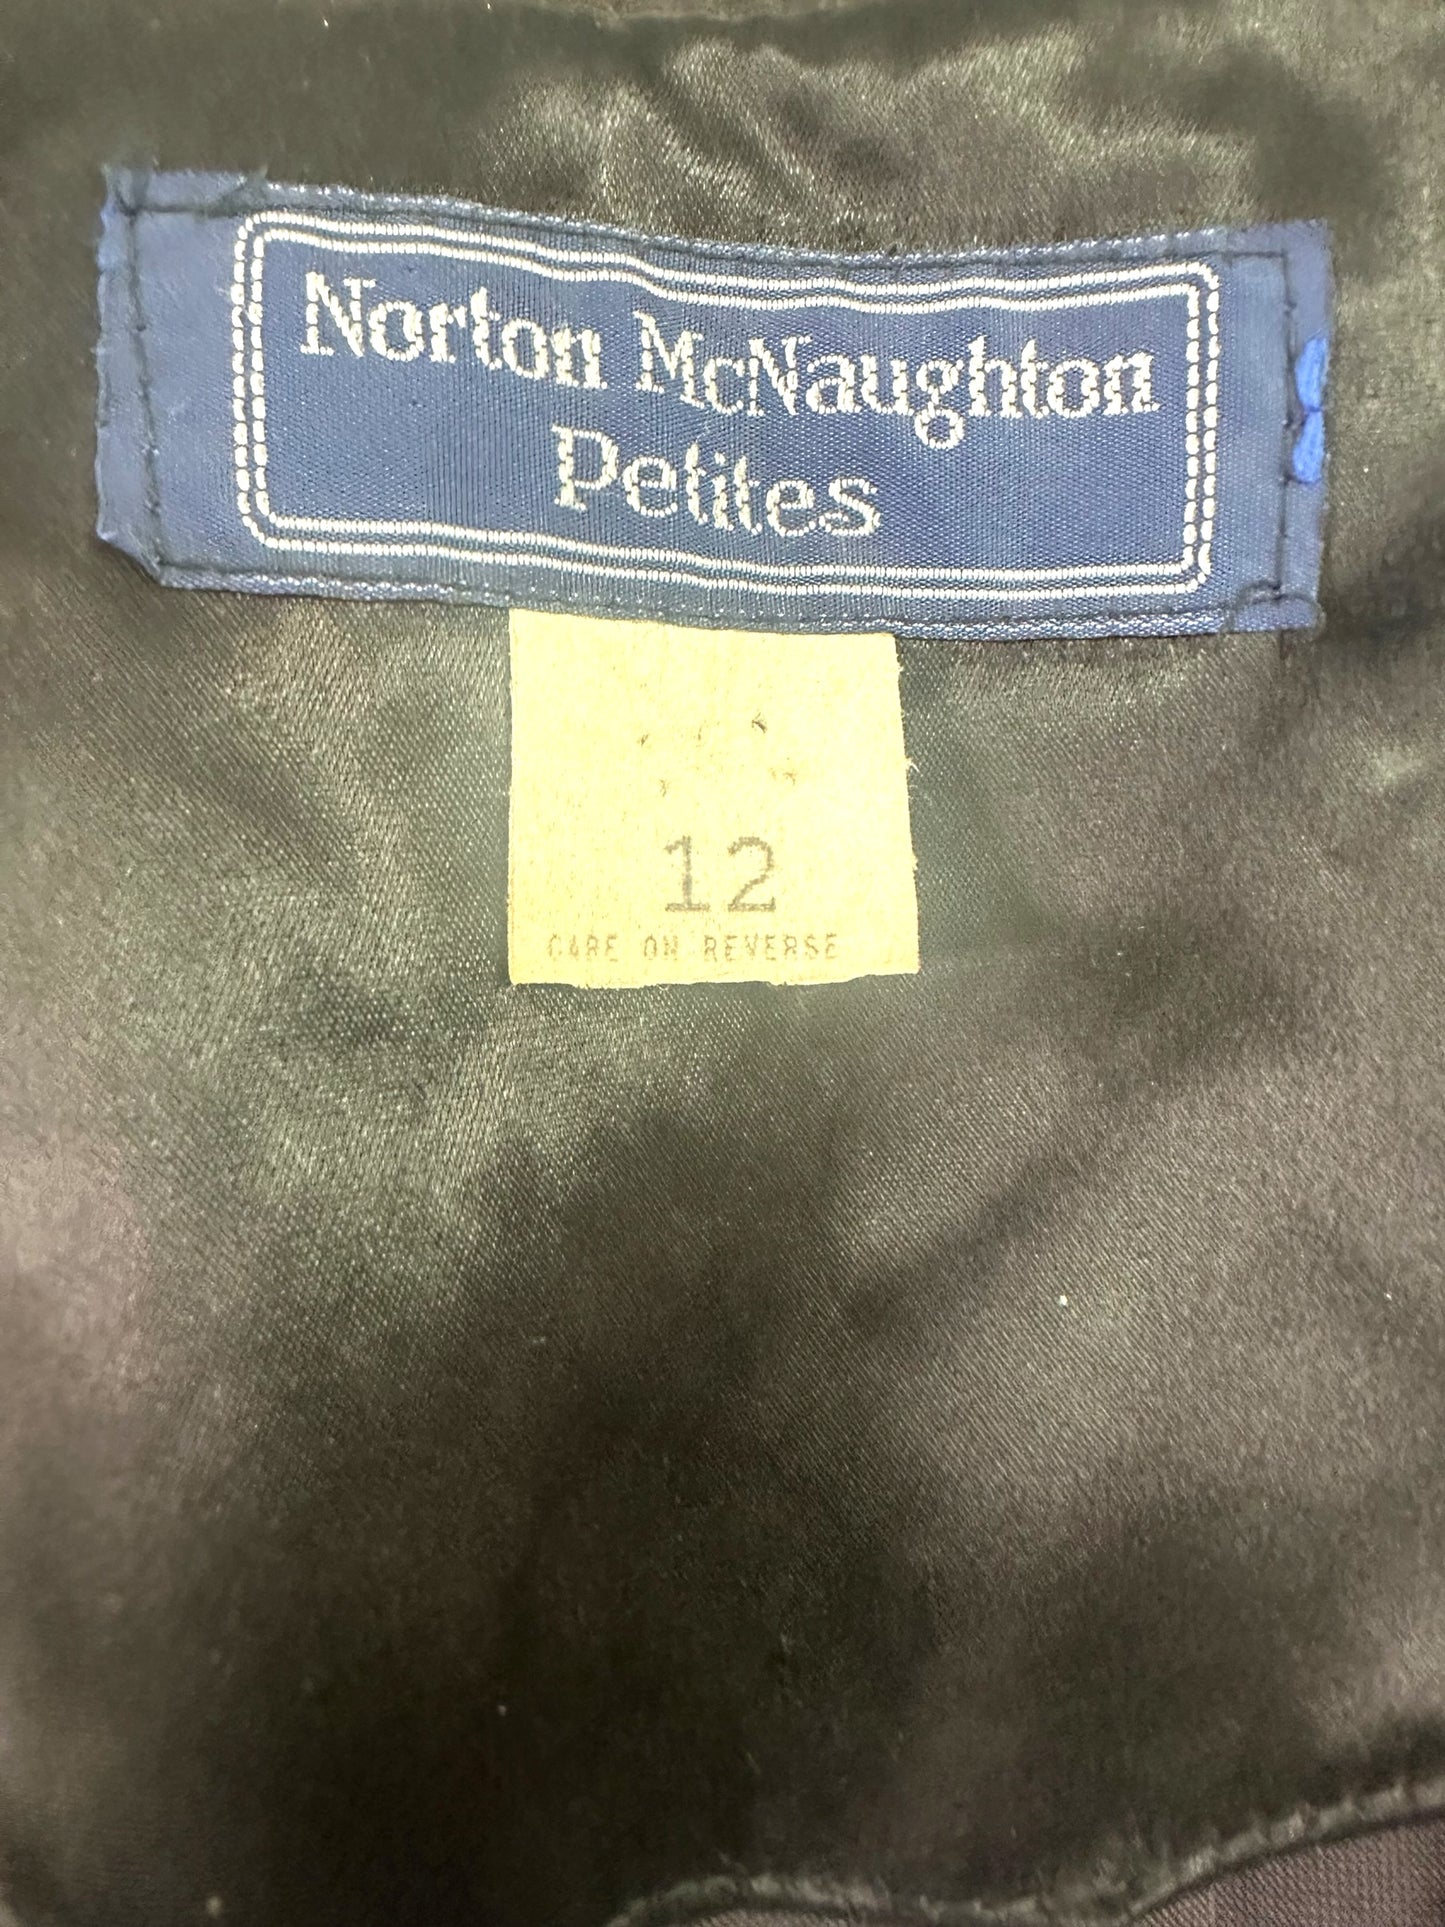 Norton McNaughton
Petites
12
CARE ON REVERSE